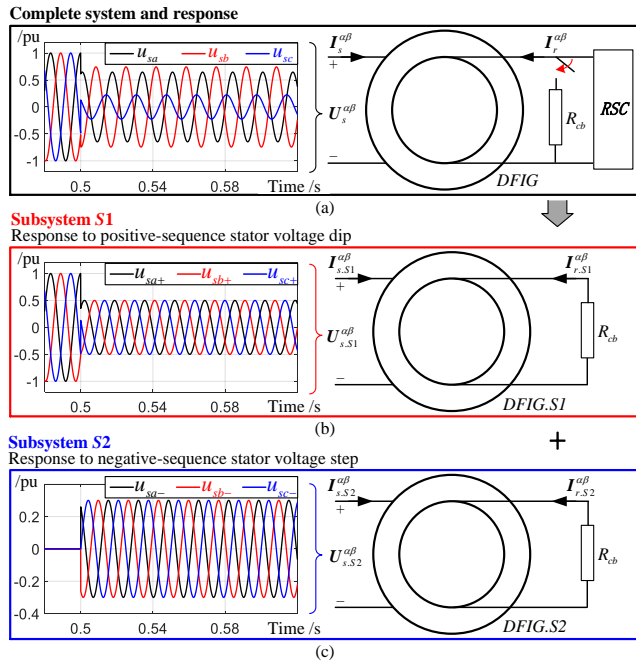 Complete system and response
/pu
u_sa u_sb u_sc
1
0.5
0
-0.5
-1
0.5 0.54 0.58
Time /s
I_s^αβ
+
U_s^αβ
−
I_r^αβ
R_cb
RSC
DFIG
(a)
Subsystem S1
Response to positive-sequence stator voltage dip
/pu
u_sa+ u_sb+ u_sc+
1
0.5
0
-0.5
-1
0.5 0.54 0.58
Time /s
I_s.S1^αβ
+
U_s.S1^αβ
−
I_r.S1^αβ
R_cb
DFIG.S1
(b)
+
Subsystem S2
Response to negative-sequence stator voltage step
/pu
u_sa− u_sb− u_sc−
0.2
0
-0.2
-0.4
0.5 0.54 0.58
Time /s
I_s.S2^αβ
+
U_s.S2^αβ
−
I_r.S2^αβ
R_cb
DFIG.S2
(c)